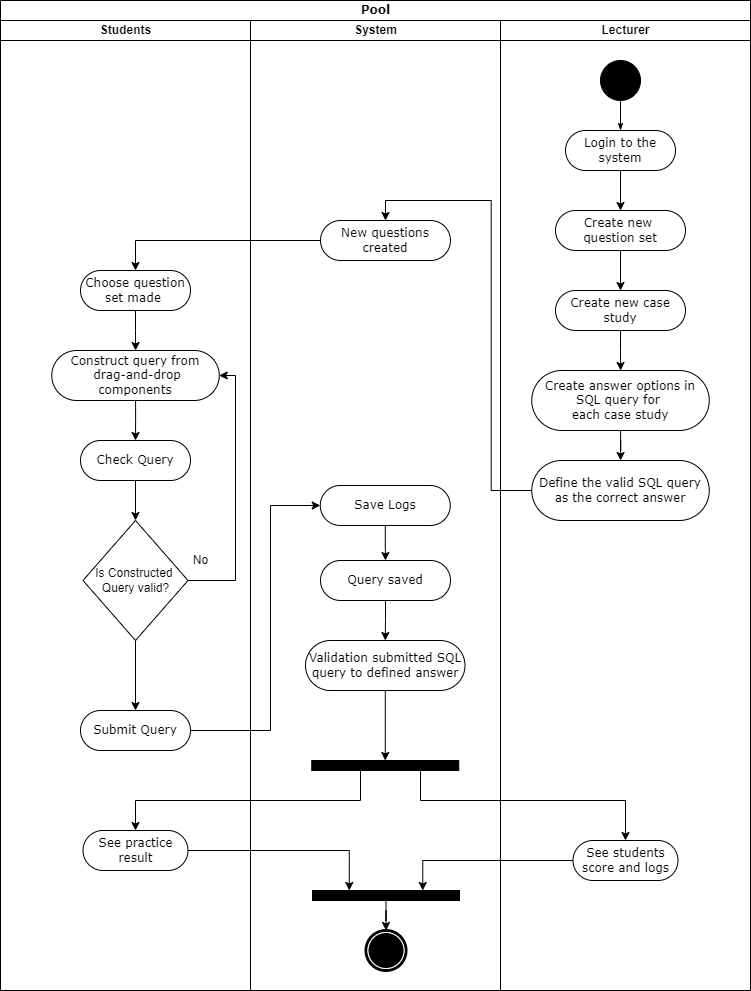 Pool
Students
System
Lecturer
Login to the
system
Create new
question set
New questions
created
Choose question
set made
Create new case
study
Construct query from
drag-and-drop
components
Create answer options in
SQL query for
each case study
Check Query
Define the valid SQL query
as the correct answer
Save Logs
No
Is Constructed
Query valid?
Query saved
Validation submitted SQL
query to defined answer
Submit Query
See practice
result
See students
score and logs